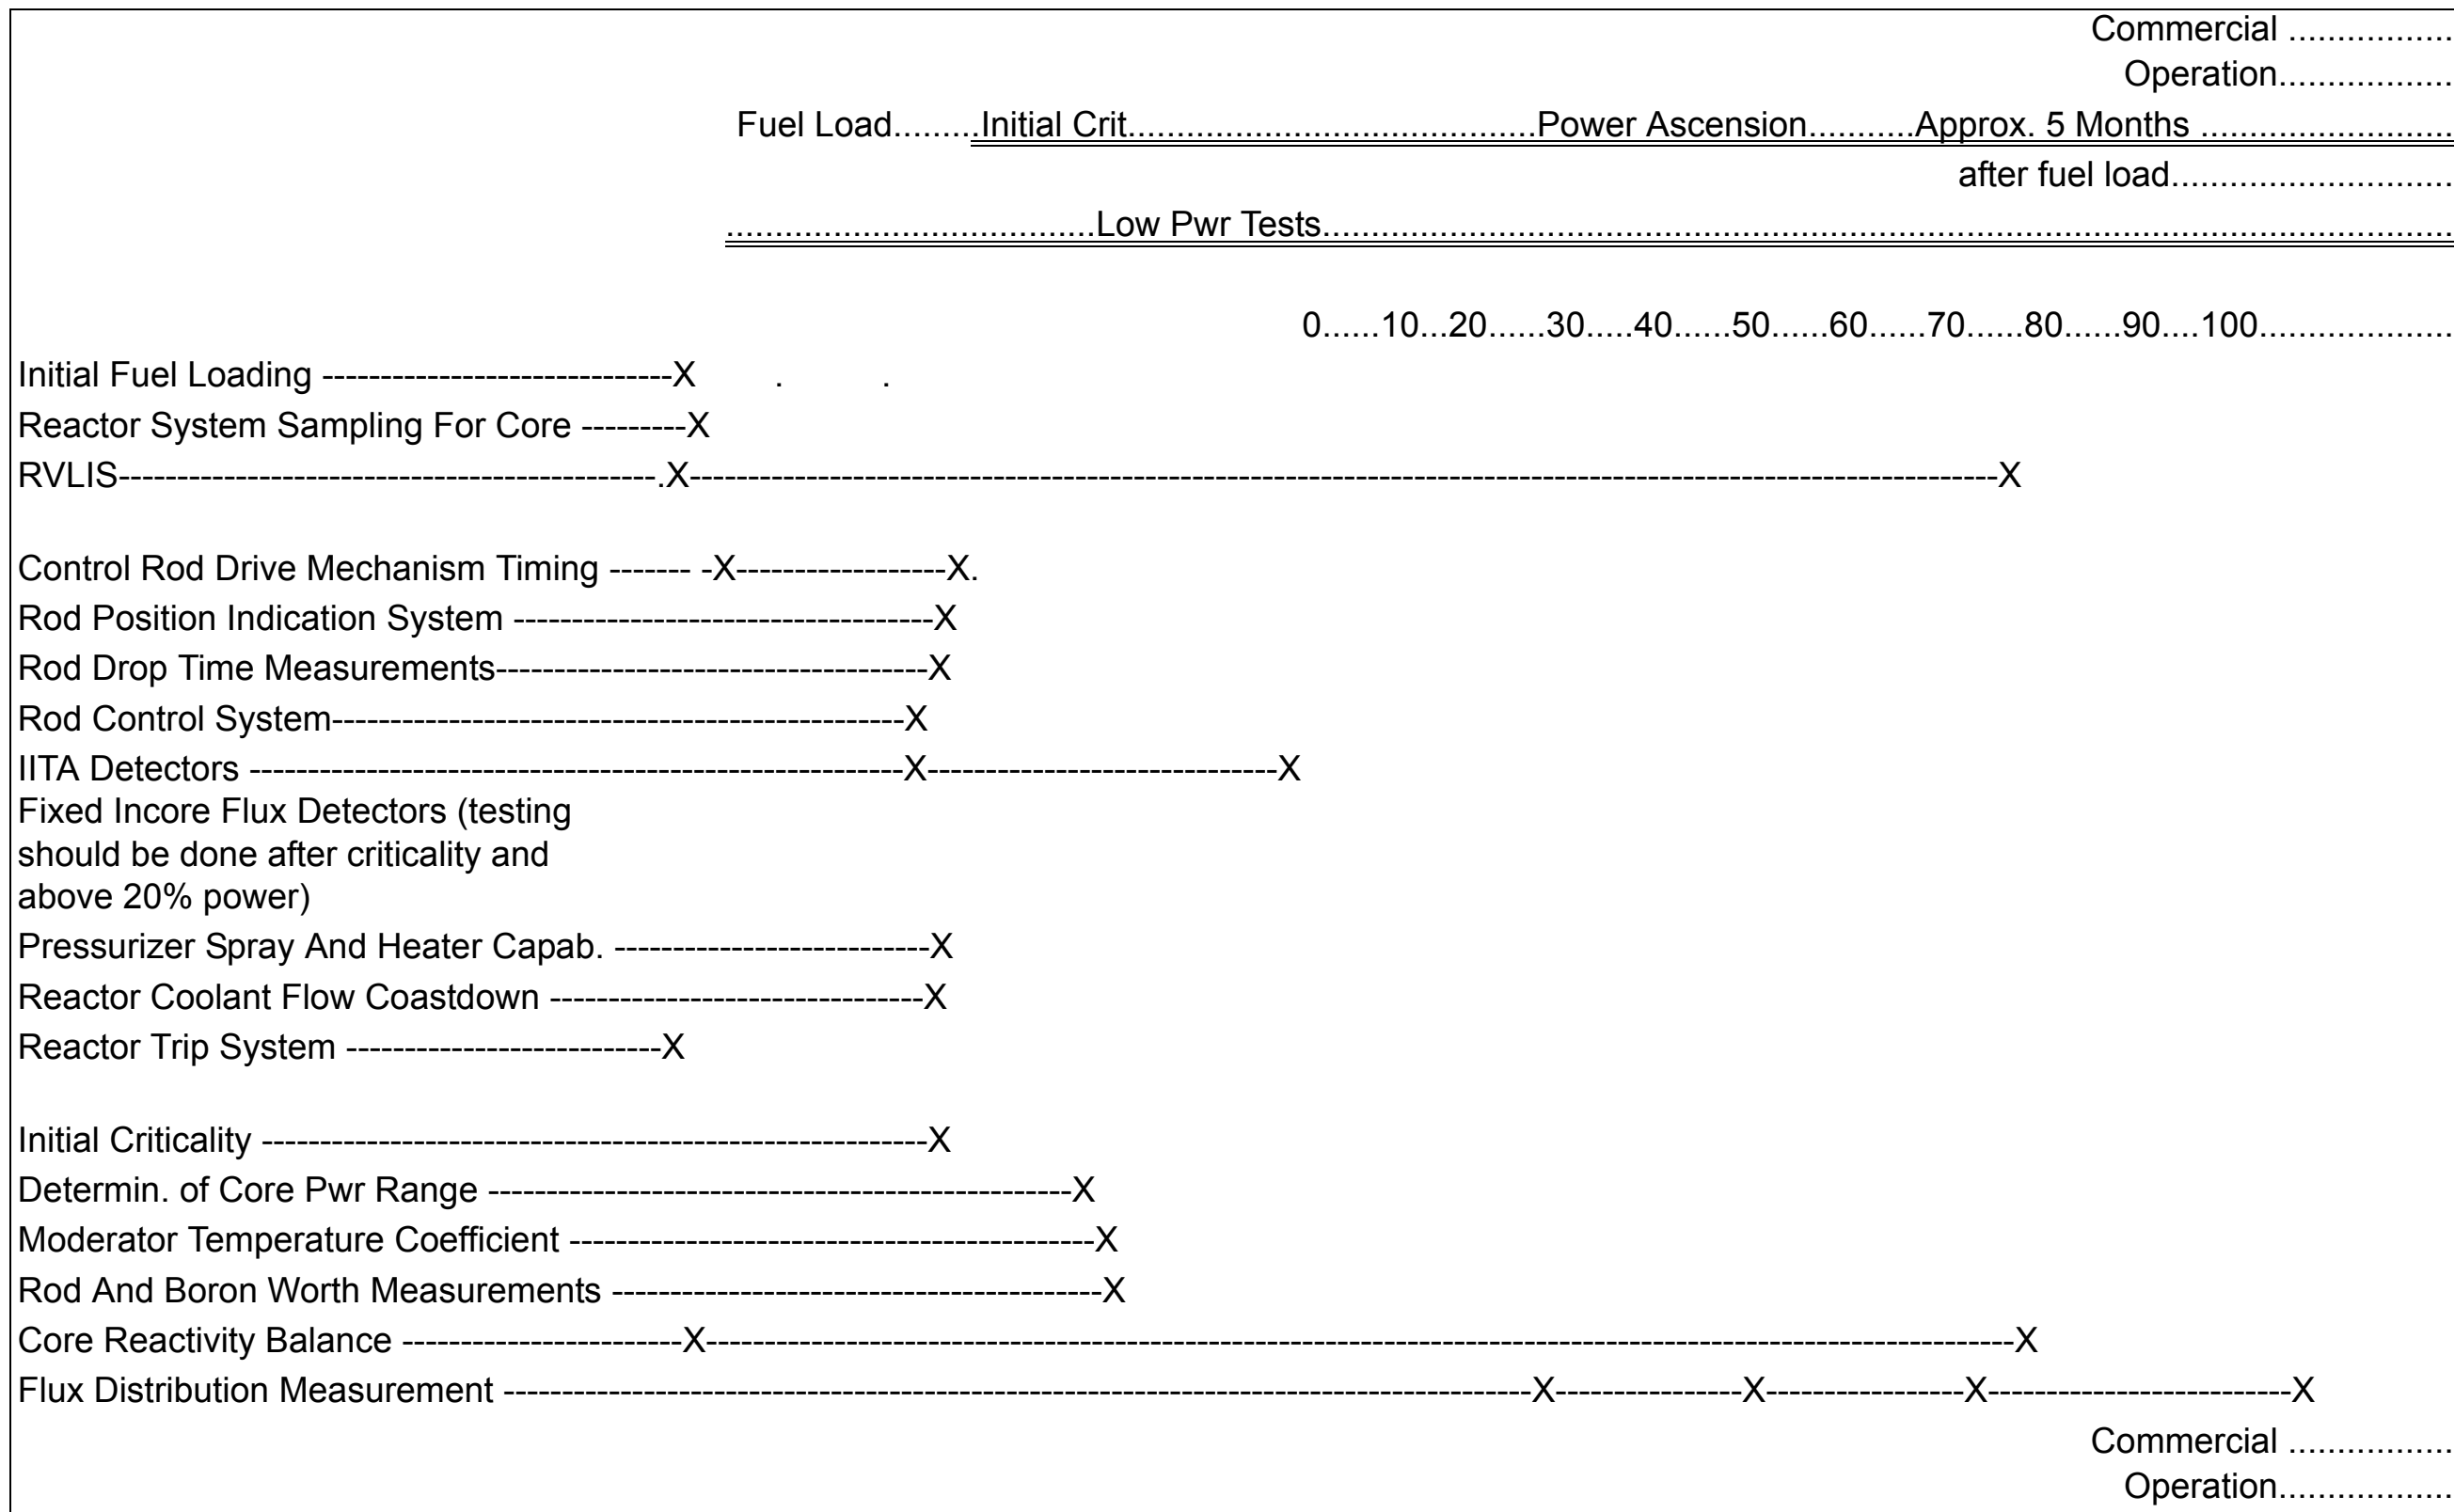 Commercial .................
Operation..................
Fuel Load.........Initial Crit..........................................Power Ascension...........Approx. 5 Months ..........................
after fuel load.............................
......................................Low Pwr Tests....................................................................................................................
0......10...20......30.....40......50......60......70......80......90....100....................
Initial Fuel Loading ------------------------------X . .
Reactor System Sampling For Core ---------X
RVLIS----------------------------------------------.X----------------------------------------------------------------------------------------------------------------X
Control Rod Drive Mechanism Timing ------- -X------------------X.
Rod Position Indication System ------------------------------------X
Rod Drop Time Measurements-------------------------------------X
Rod Control System-------------------------------------------------X
IITA Detectors --------------------------------------------------------X------------------------------X
Fixed Incore Flux Detectors (testing
should be done after criticality and
above 20% power)
Pressurizer Spray And Heater Capab. ---------------------------X
Reactor Coolant Flow Coastdown --------------------------------X
Reactor Trip System ---------------------------X
Initial Criticality ---------------------------------------------------------X
Determin. of Core Pwr Range --------------------------------------------------X
Moderator Temperature Coefficient ---------------------------------------------X
Rod And Boron Worth Measurements ------------------------------------------X
Core Reactivity Balance ------------------------X----------------------------------------------------------------------------------------------------------------X
Flux Distribution Measurement ----------------------------------------------------------------------------------------X----------------X-----------------X--------------------------X
Commercial .................
Operation..................